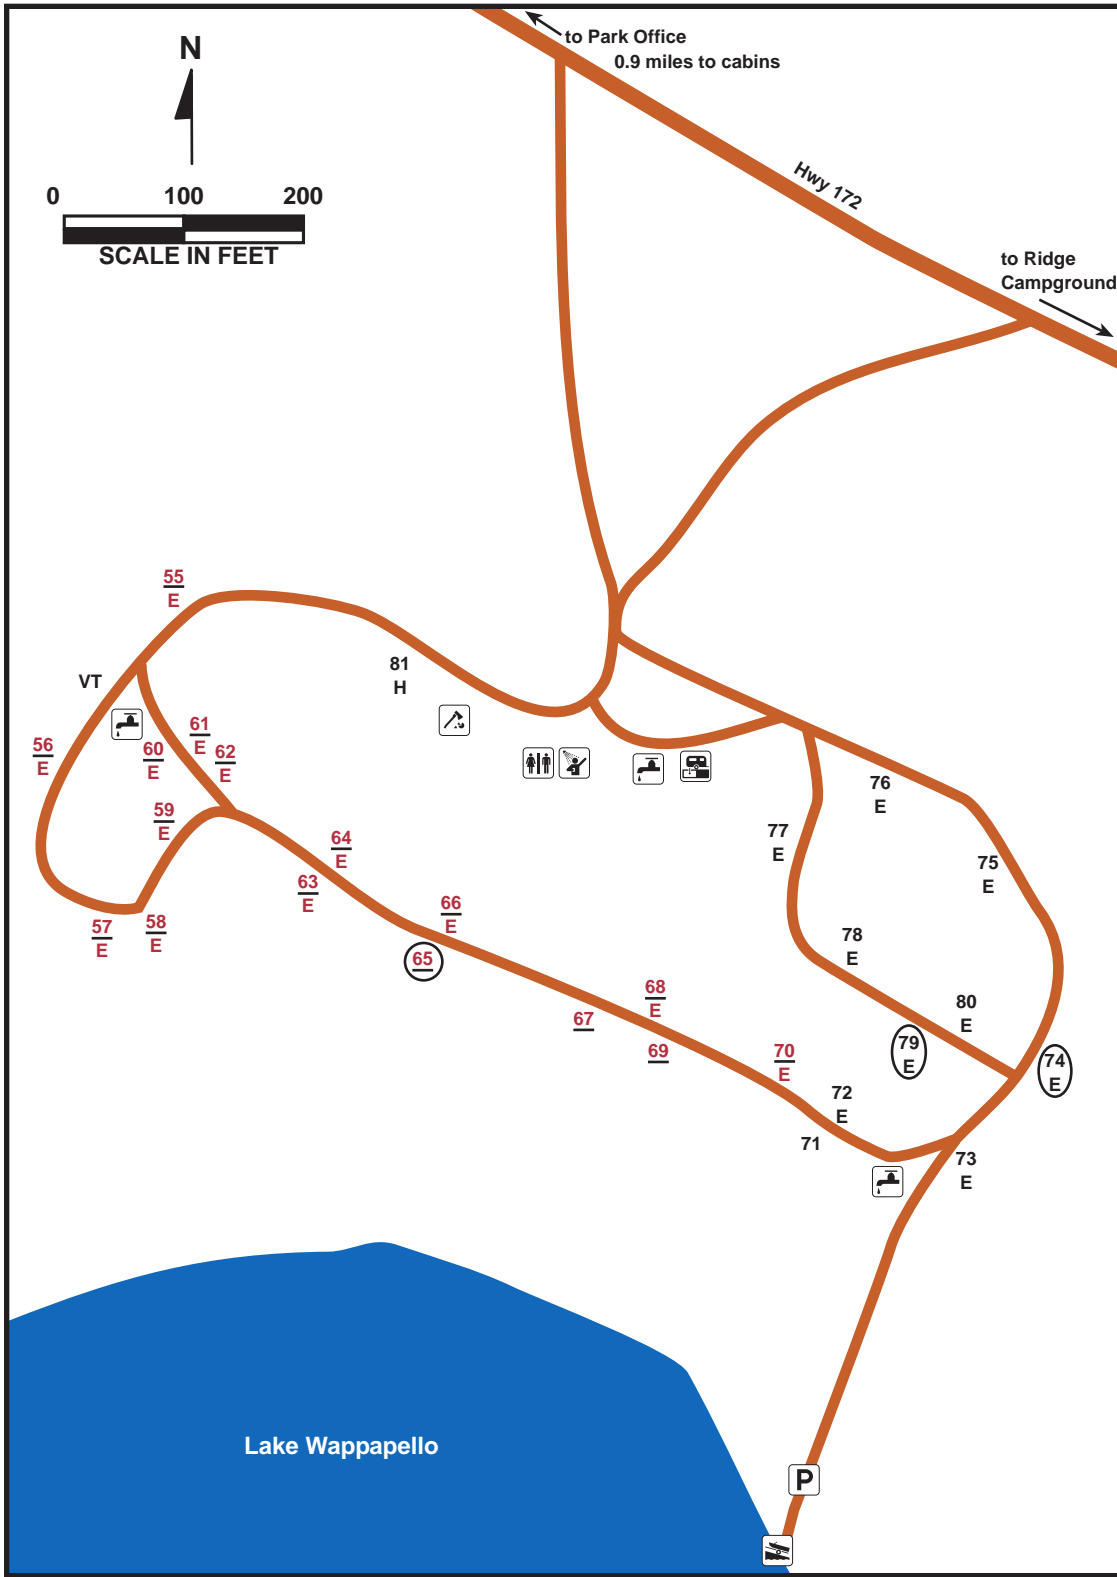 to Park Office
0.9 miles to cabins
N
Hwy 172
0 100 200
SCALE IN FEET
to Ridge
Campground
55
E
81
H
VT
61
E
62
E
60
E
56
E
59
E
76
E
77
E
64
E
75
E
63
E
66
E
57
E
58
E
65
78
E
68
E
80
E
67
69
79
E
70
E
74
E
72
E
71
73
E
Lake Wappapello
P